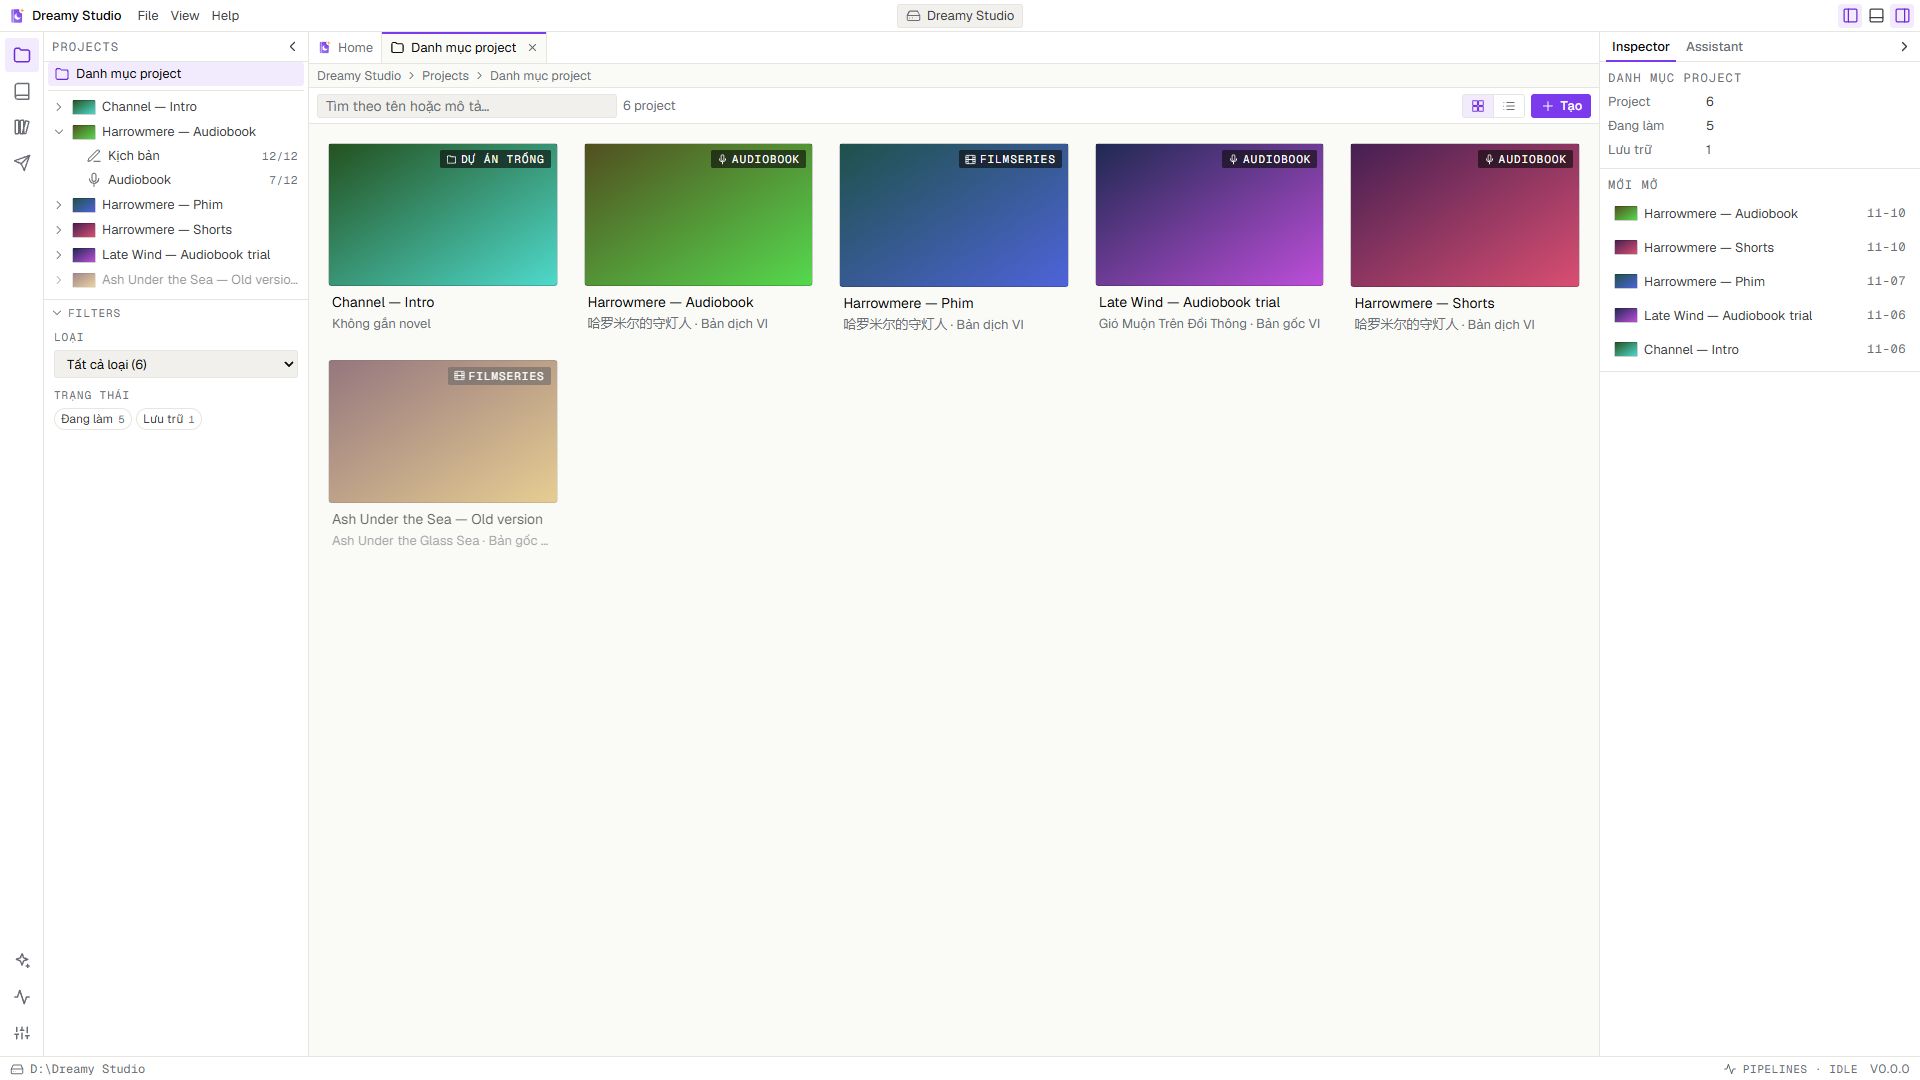 Dreamy Studio File View Help
Dreamy Studio
PROJECTS
Danh mục project
Channel — Intro
Harrowmere — Audiobook
Kịch bản 12/12
Audiobook 7/12
Harrowmere — Phim
Harrowmere — Shorts
Late Wind — Audiobook trial
Ash Under the Sea — Old versio…
FILTERS
LOẠI
Tất cả loại (6)
TRẠNG THÁI
Đang làm 5 Lưu trữ 1
Home Danh mục project
Dreamy Studio > Projects > Danh mục project
Tìm theo tên hoặc mô tả… 6 project
Tạo
DỰ ÁN TRỐNG
Channel — Intro
Không gắn novel
AUDIOBOOK
Harrowmere — Audiobook
哈罗米尔的守灯人 · Bản dịch VI
FILMSERIES
Harrowmere — Phim
哈罗米尔的守灯人 · Bản dịch VI
AUDIOBOOK
Late Wind — Audiobook trial
Gió Muộn Trên Đồi Thông · Bản gốc VI
AUDIOBOOK
Harrowmere — Shorts
哈罗米尔的守灯人 · Bản dịch VI
FILMSERIES
Ash Under the Sea — Old version
Ash Under the Glass Sea · Bản gốc …
Inspector Assistant
DANH MỤC PROJECT
Project 6
Đang làm 5
Lưu trữ 1
MỚI MỞ
Harrowmere — Audiobook 11-10
Harrowmere — Shorts 11-10
Harrowmere — Phim 11-07
Late Wind — Audiobook trial 11-06
Channel — Intro 11-06
D:\Dreamy Studio
PIPELINES · IDLE V0.0.0